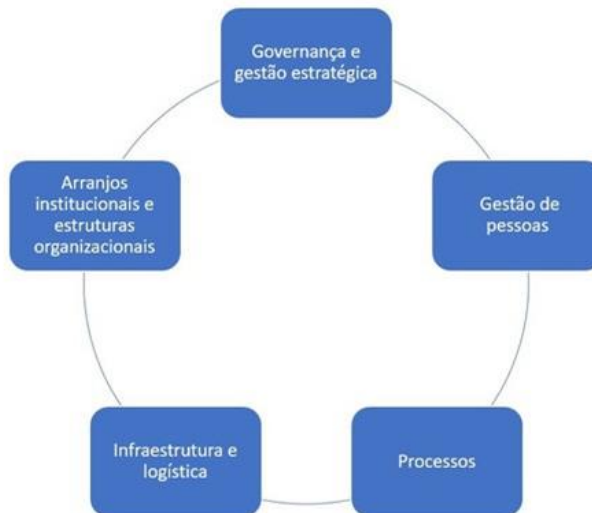 Governança e
gestão estratégica
Gestão de
pessoas
Processos
Infraestrutura e
logística
Arranjos
institucionais e
estruturas
organizacionais